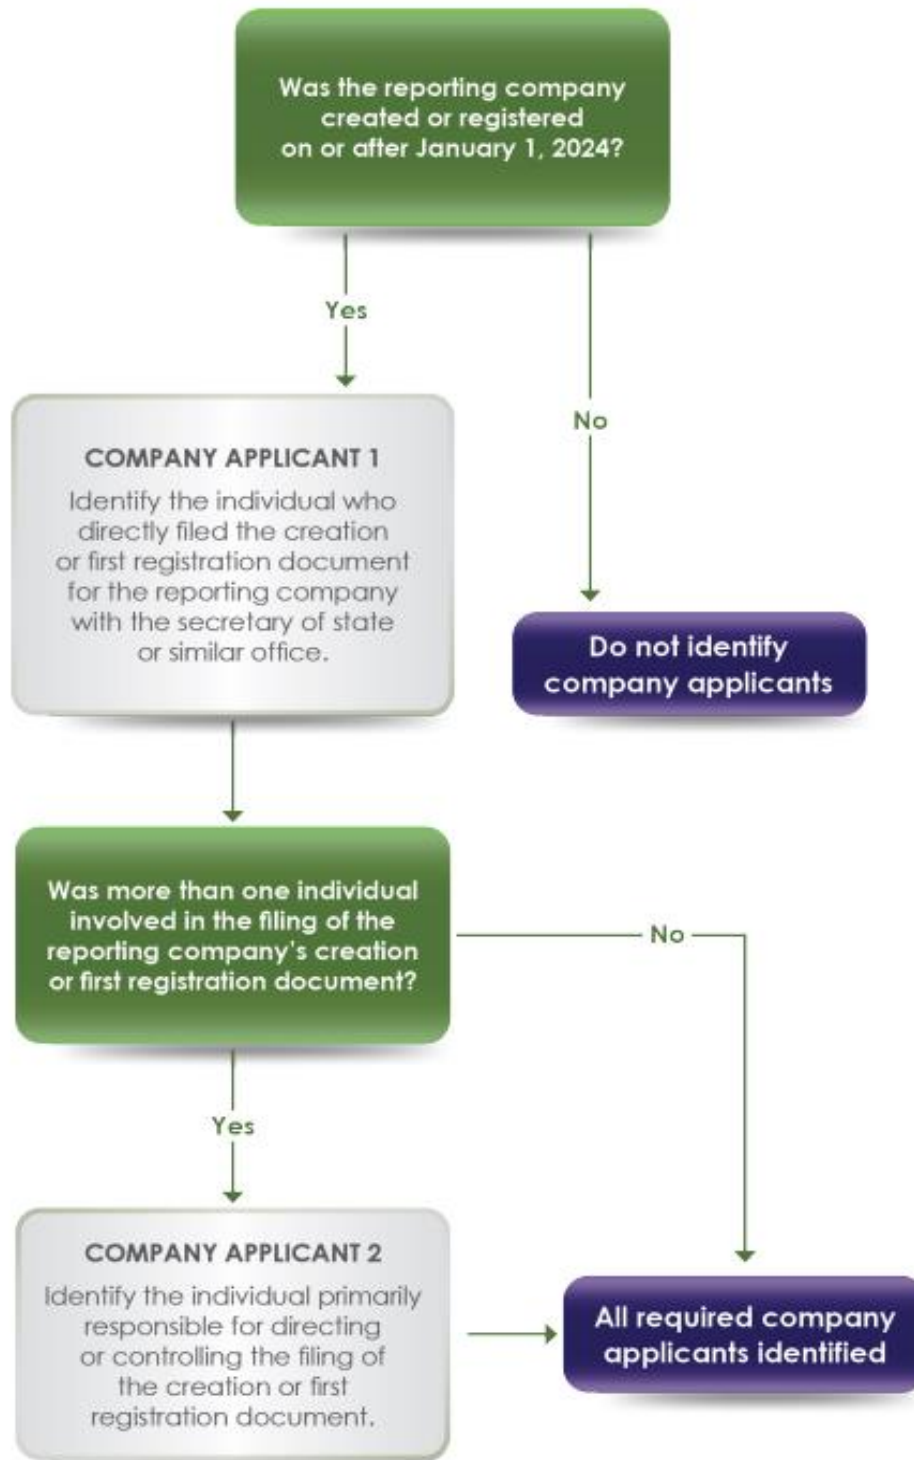 Was the reporting company
created or registered
on or after January 1, 2024?
Yes
No
COMPANY APPLICANT 1
Identify the individual who
directly filed the creation
or first registration document
for the reporting company
with the secretary of state
or similar office.
Do not identify
company applicants
Was more than one individual
involved in the filing of the
reporting company's creation
or first registration document?
No
Yes
COMPANY APPLICANT 2
Identify the individual primarily
responsible for directing
or controlling the filing of
the creation or first
registration document.
All required company
applicants identified